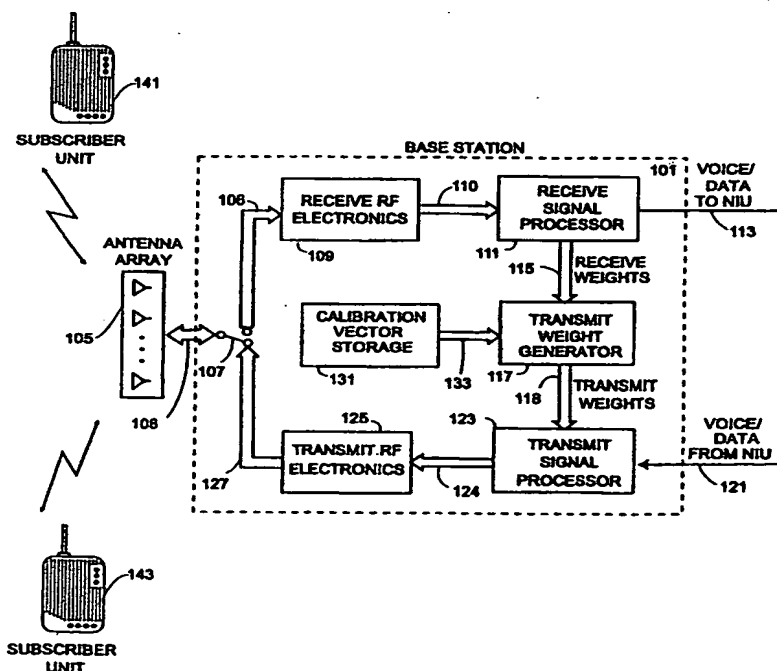 141
SUBSCRIBER
UNIT
BASE STATION
101
VOICE/
DATA
TO NIU
113
106
RECEIVE RF
ELECTRONICS
109
110
RECEIVE
SIGNAL
PROCESSOR
111
115
RECEIVE
WEIGHTS
ANTENNA
ARRAY
105
106
107
CALIBRATION
VECTOR
STORAGE
131
133
TRANSMIT
WEIGHT
GENERATOR
117
118
TRANSMIT
WEIGHTS
125
TRANSMIT.RF
ELECTRONICS
127
124
123
TRANSMIT
SIGNAL
PROCESSOR
VOICE/
DATA
FROM NIU
121
143
SUBSCRIBER
UNIT